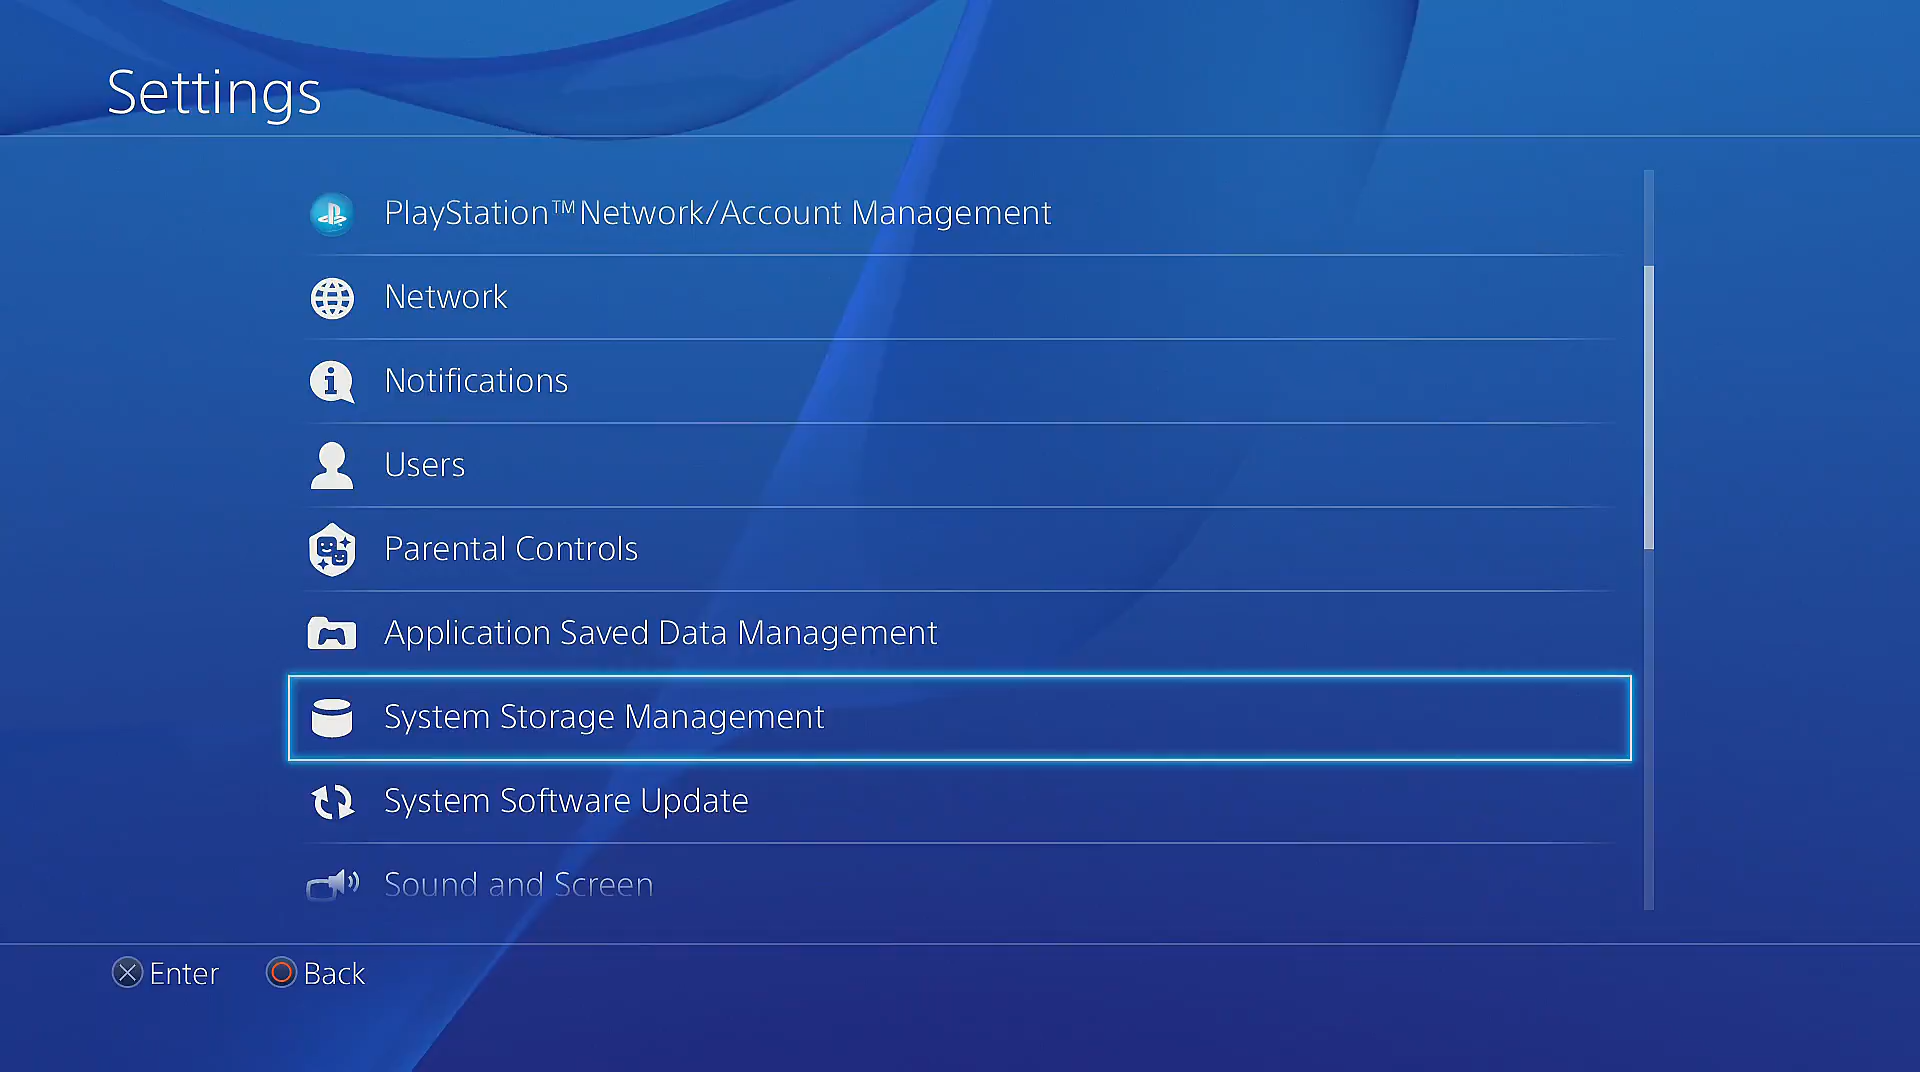 Settings
PlayStation™Network/Account Management
Network
Notifications
Users
Parental Controls
Application Saved Data Management
System Storage Management
System Software Update
Sound and Screen
Enter Back